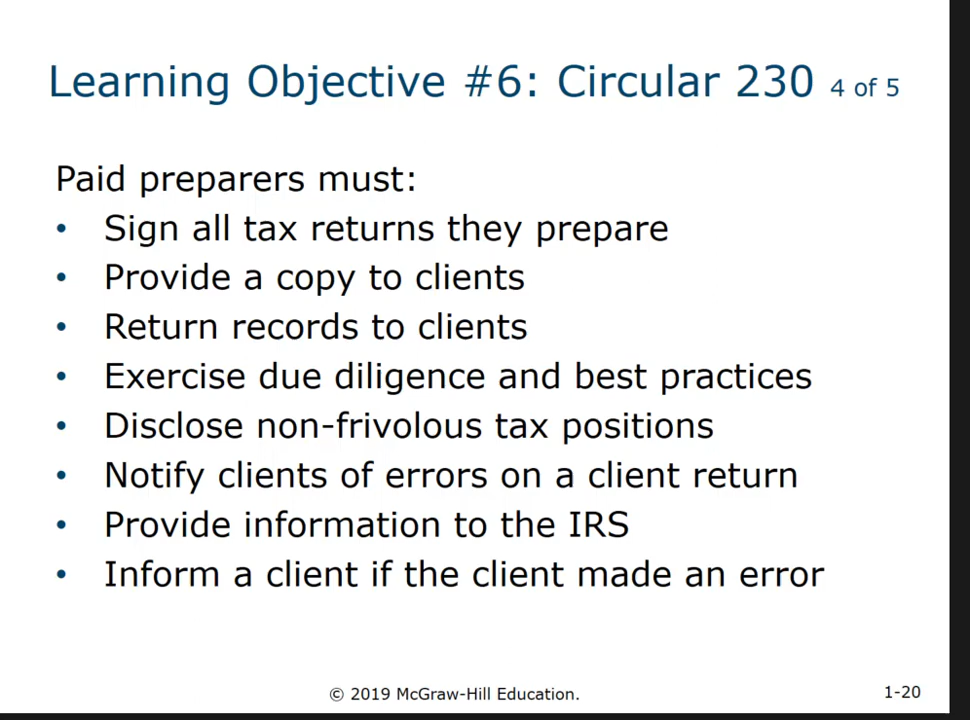 Learning Objective #6: Circular 230 4 of 5
Paid preparers must:
• Sign all tax returns they prepare
• Provide a copy to clients
• Return records to clients
• Exercise due diligence and best practices
• Disclose non-frivolous tax positions
• Notify clients of errors on a client return
• Provide information to the IRS
• Inform a client if the client made an error
© 2019 McGraw-Hill Education.
1-20